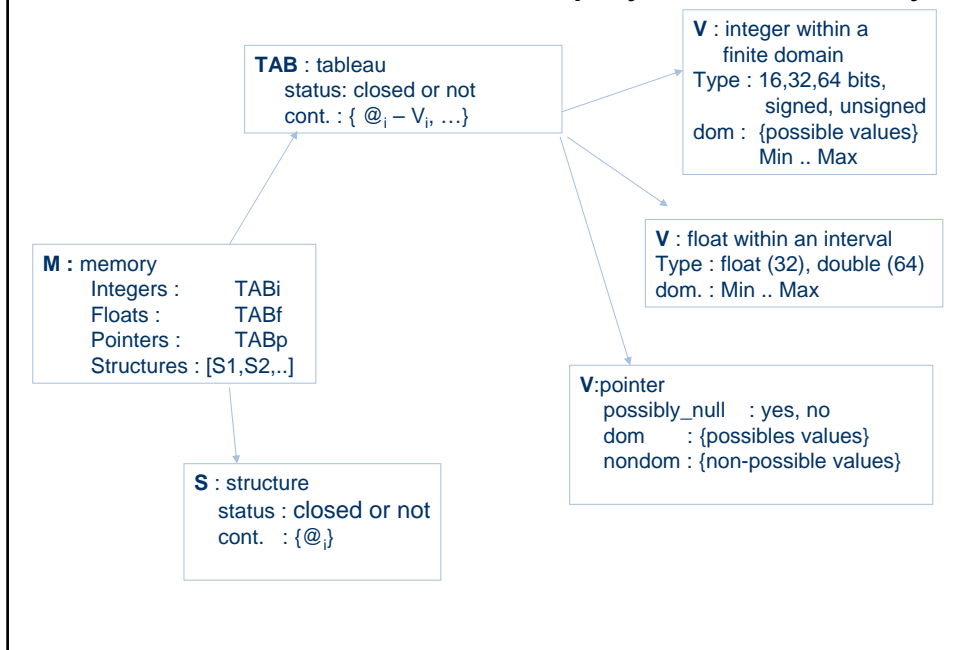 V : integer within a
finite domain
Type : 16,32,64 bits,
signed, unsigned
dom : {possible values}
Min .. Max
TAB : tableau
status: closed or not
cont. : { @i – Vi, …}
V : float within an interval
Type : float (32), double (64)
dom. : Min .. Max
M : memory
Integers : TABi
Floats : TABf
Pointers : TABp
Structures : [S1,S2,..]
V:pointer
possibly_null : yes, no
dom : {possibles values}
nondom : {non-possible values}
S : structure
status : closed or not
cont. : {@i}